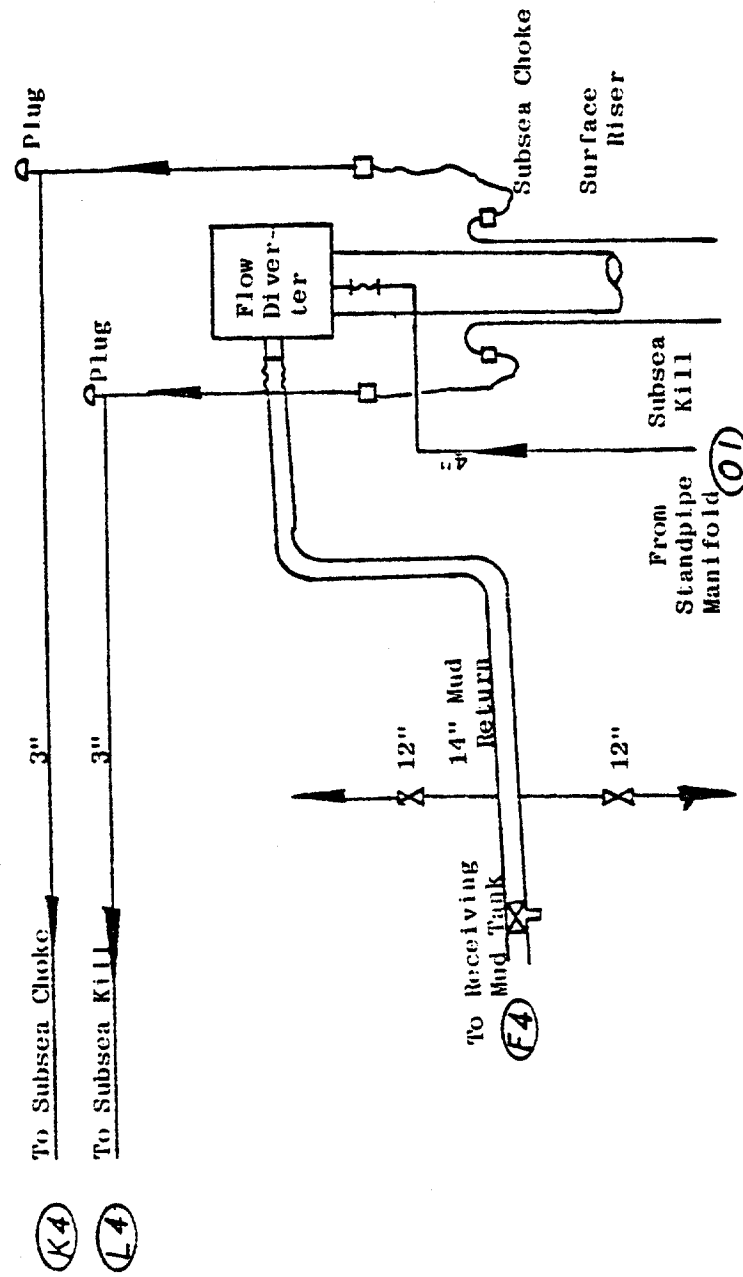 K4
To Subsea Choke
3"
Plug
L4
To Subsea Kill
3"
Plug
Flow
Diver-
ter
Subsea Choke
Surface
Riser
Subsea
Kill
4"
From
Standpipe
Manifold
01
12"
14" Mud
Return
12"
To Receiving
Mud Tank
F4